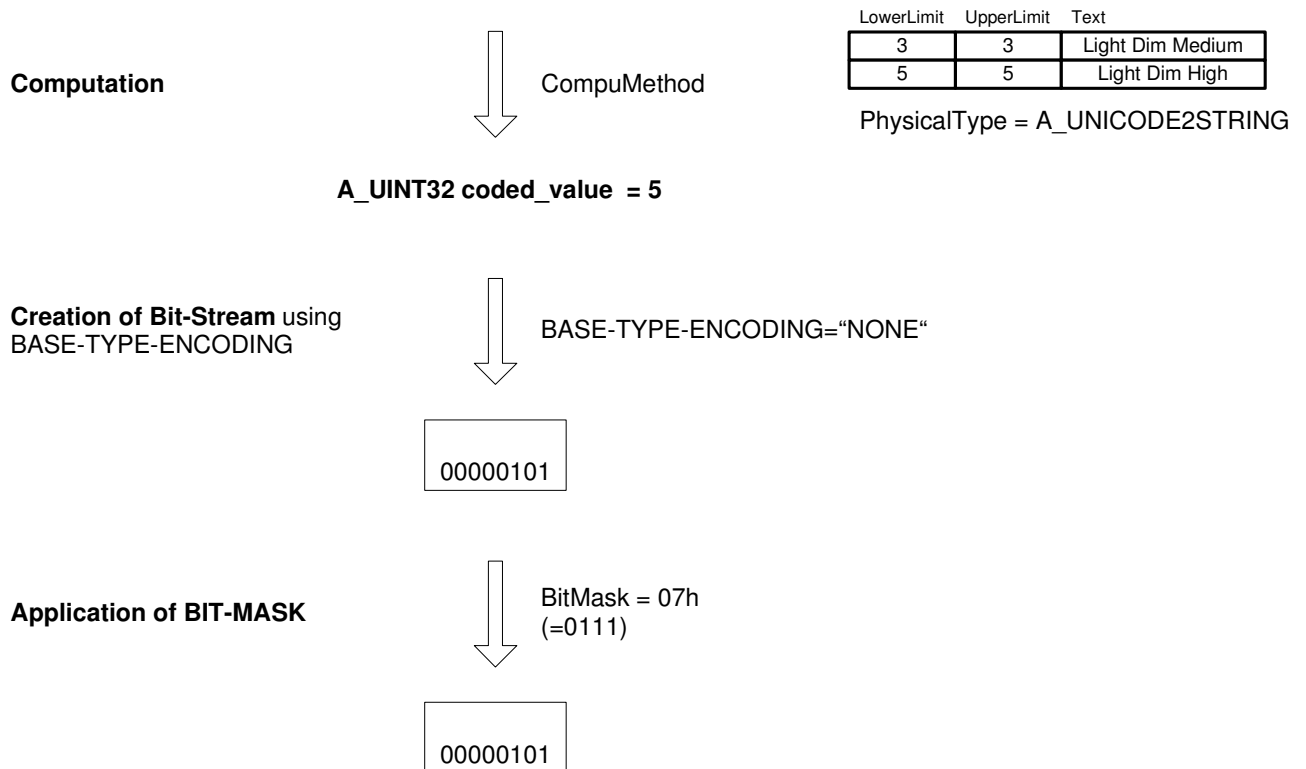 LowerLimit UpperLimit Text
3 3 Light Dim Medium
5 5 Light Dim High
Computation
CompuMethod
PhysicalType = A_UNICODE2STRING
A_UINT32 coded_value = 5
Creation of Bit-Stream using
BASE-TYPE-ENCODING
BASE-TYPE-ENCODING=“NONE“
00000101
Application of BIT-MASK
BitMask = 07h
(=0111)
00000101